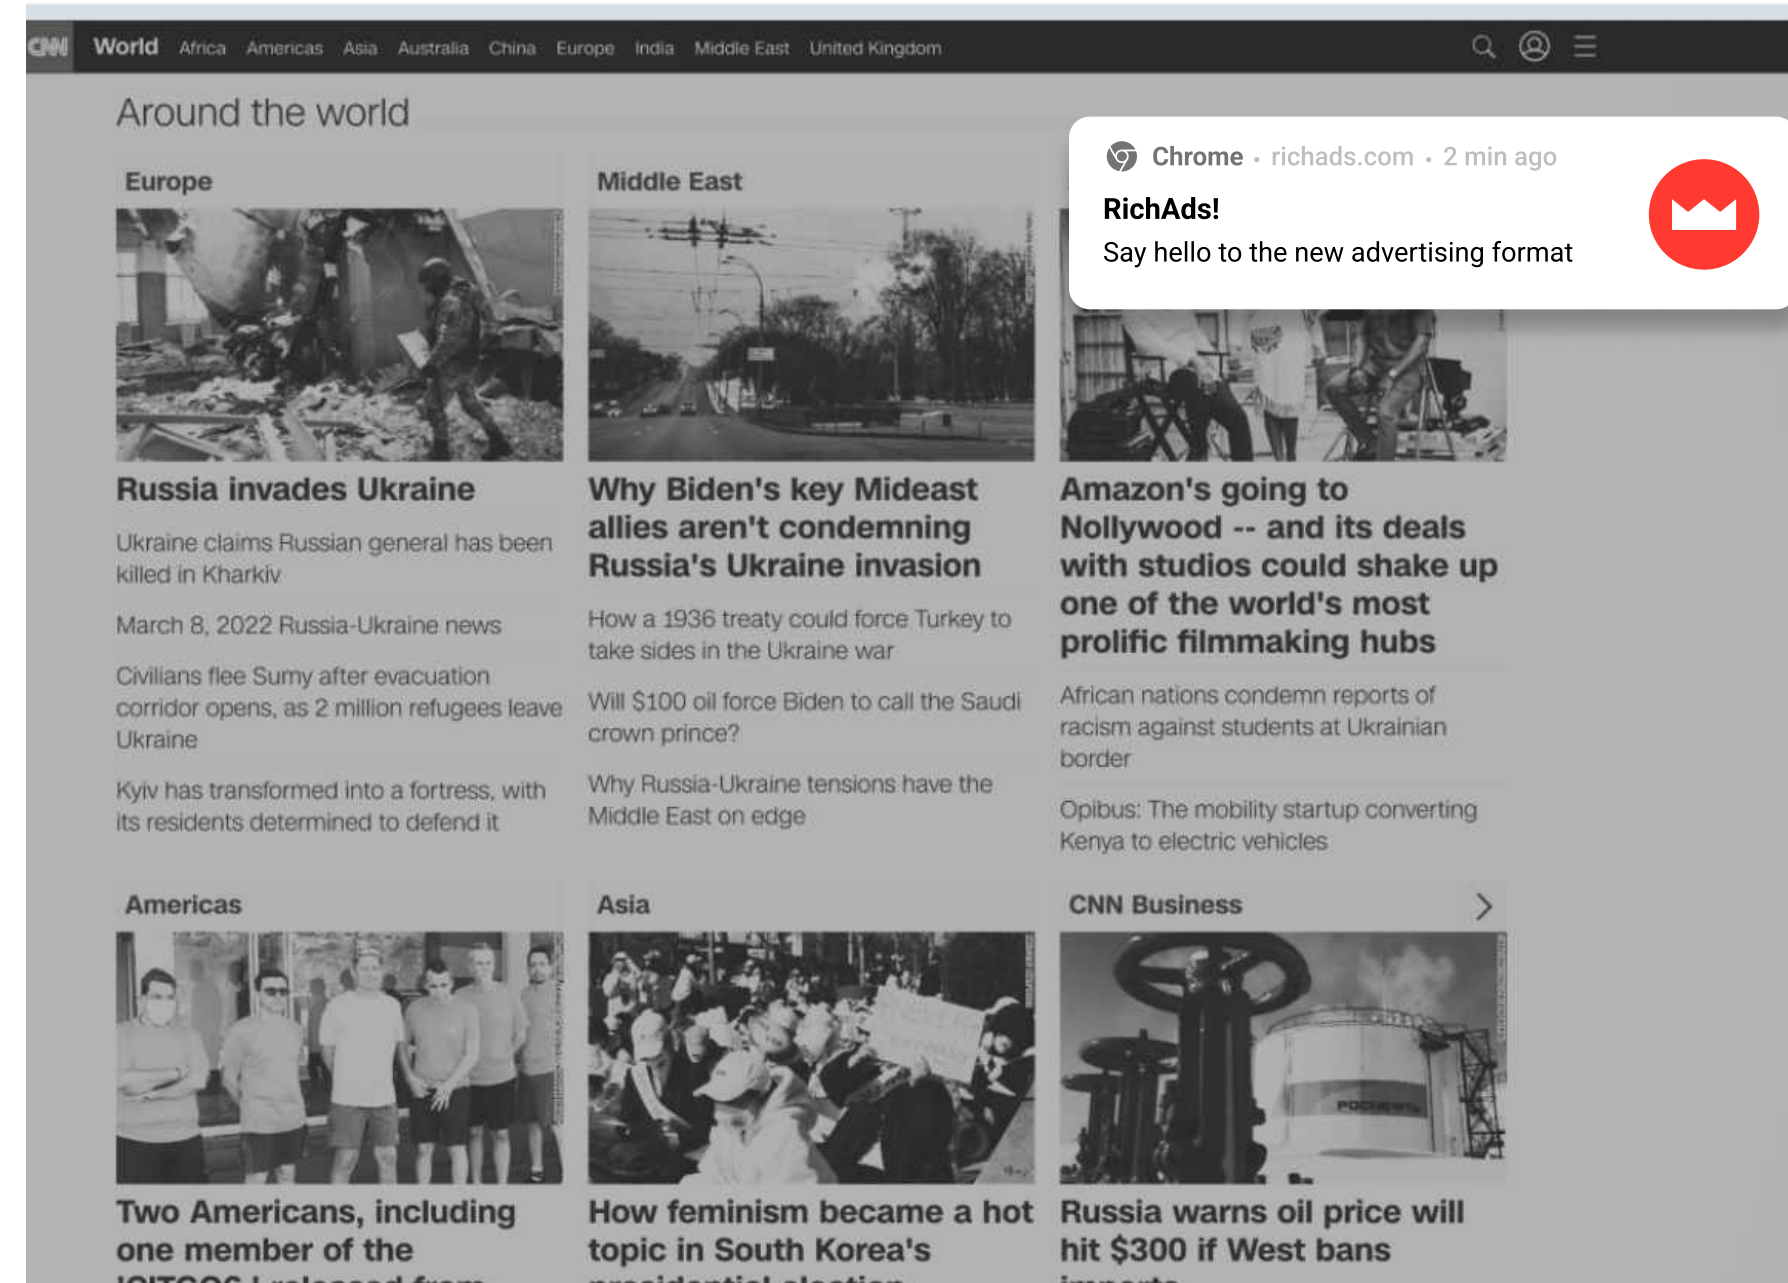 CNN World Africa Americas Asia Australia China Europe India Middle East United Kingdom
Around the world
Chrome • richads.com • 2 min ago
RichAds!
Say hello to the new advertising format
Europe
Russia invades Ukraine
Ukraine claims Russian general has been
killed in Kharkiv
March 8, 2022 Russia-Ukraine news
Civilians flee Sumy after evacuation
corridor opens, as 2 million refugees leave
Ukraine
Kyiv has transformed into a fortress, with
its residents determined to defend it
Middle East
Why Biden's key Mideast
allies aren't condemning
Russia's Ukraine invasion
How a 1936 treaty could force Turkey to
take sides in the Ukraine war
Will $100 oil force Biden to call the Saudi
crown prince?
Why Russia-Ukraine tensions have the
Middle East on edge
Amazon's going to
Nollywood -- and its deals
with studios could shake up
one of the world's most
prolific filmmaking hubs
African nations condemn reports of
racism against students at Ukrainian
border
Opibus: The mobility startup converting
Kenya to electric vehicles
Americas
Two Americans, including
one member of the
Asia
How feminism became a hot
topic in South Korea's
CNN Business
РОСНЕФТЬ
Russia warns oil price will
hit $300 if West bans